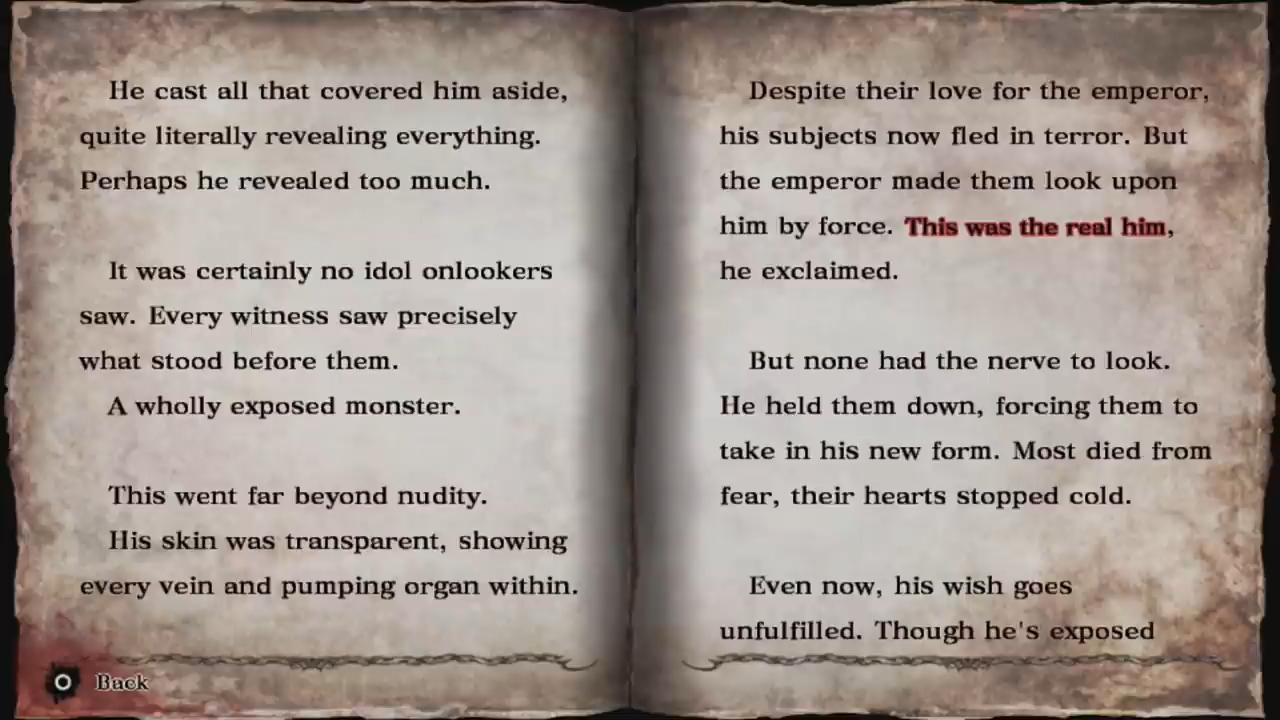 He cast all that covered him aside,
quite literally revealing everything.
Perhaps he revealed too much.
It was certainly no idol onlookers
saw. Every witness saw precisely
what stood before them.
A wholly exposed monster.
This went far beyond nudity.
His skin was transparent, showing
every vein and pumping organ within.
Despite their love for the emperor,
his subjects now fled in terror. But
the emperor made them look upon
him by force. This was the real him,
he exclaimed.
But none had the nerve to look.
He held them down, forcing them to
take in his new form. Most died from
fear, their hearts stopped cold.
Even now, his wish goes
unfulfilled. Though he's exposed
Back